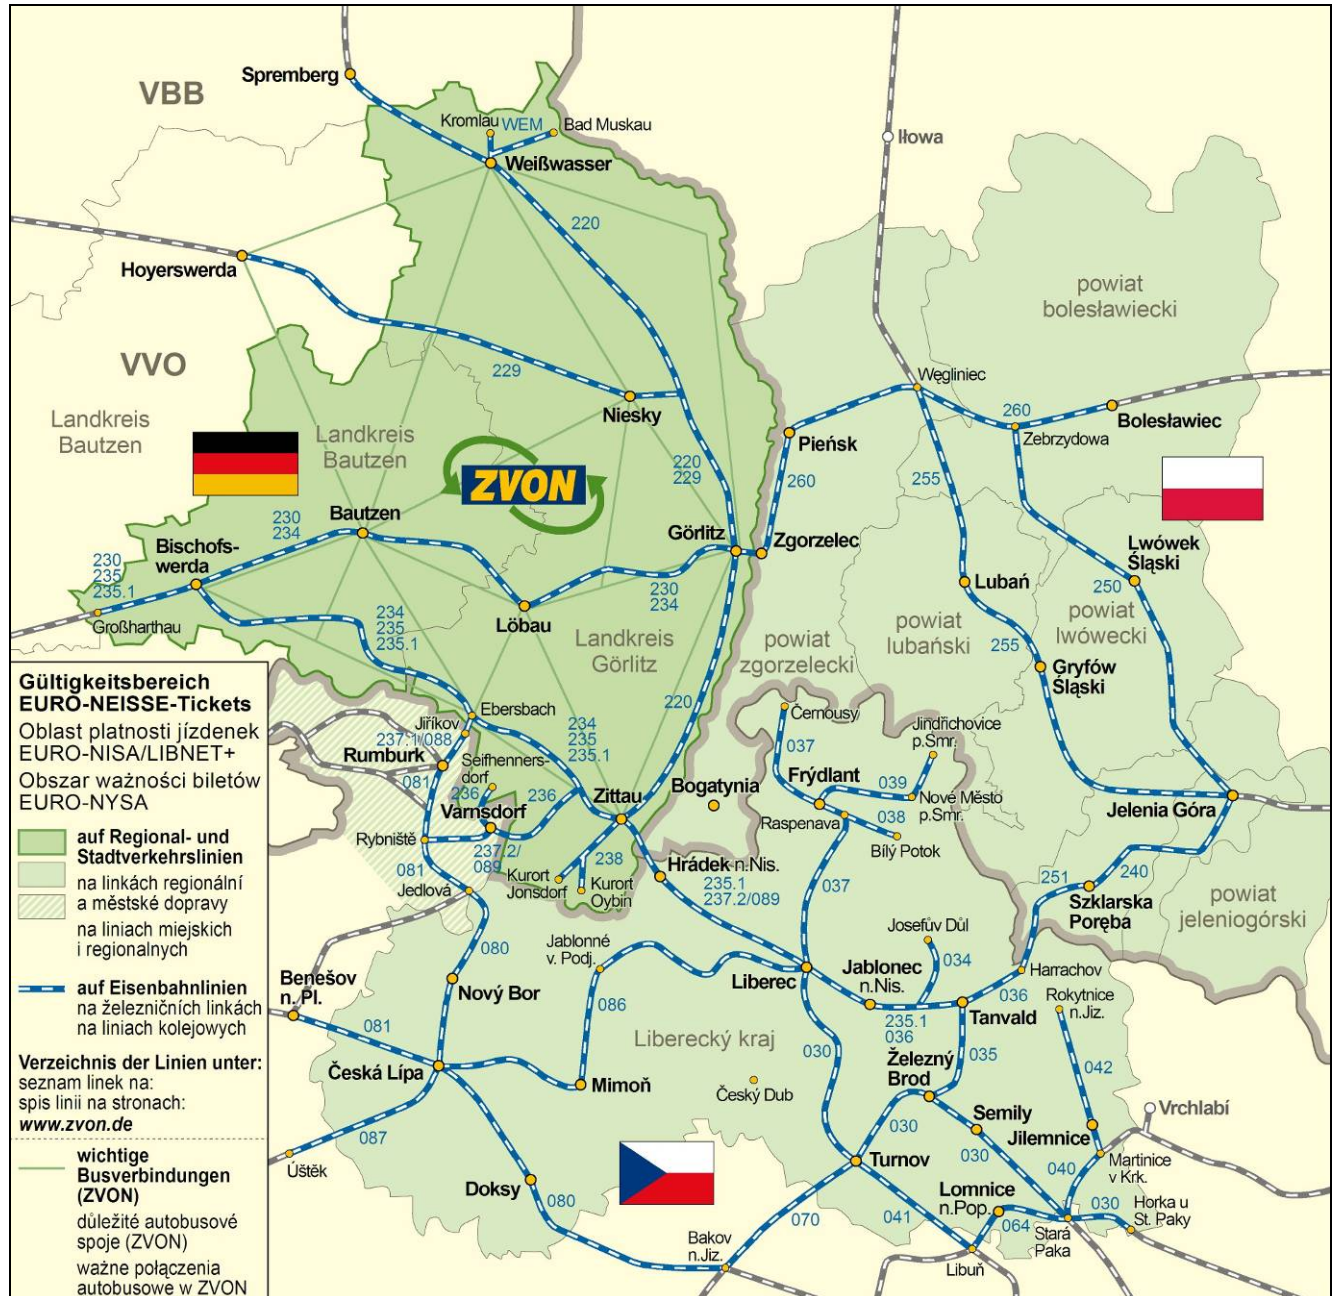 VBB
Spremberg
Kromlau
WEM
Bad Muskau
Weißwasser
Iłowa
220
Hoyerswerda
powiat
bolesławiecki
VVO
229
Węgliniec
Niesky
260
Bolesławiec
Zebrzydowa
Landkreis
Bautzen
Landkreis
Bautzen
Pieńsk
220
229
255
260
ZVON
Bautzen
230
234
Görlitz
Zgorzelec
Bischofs-
werda
230
235
235.1
Großharthau
Lwówek
Śląski
250
Lubań
230
234
Löbau
234
235
235.1
Landkreis
Görlitz
powiat
zgorzelecki
powiat
lubański
powiat
lwówecki
255
Gryfów
Śląski
220
Ebersbach
Jiříkov
237.1/088
234
235
235.1
Rumburk
081
Seifhenners-
dorf
236
236
Varnsdorf
Zittau
Bogatynia
Černousy
037
Jindřichovice
p.Smr.
Frýdlant
039
Nové Město
p.Smr.
Raspenava
038
Bílý Potok
Jelenia Góra
Rybniště
237.2/
089
081
Jedlová
238
Kurort
Jonsdorf
Kurort
Oybin
Hrádek n.Nis.
235.1
237.2/089
037
251
240
Szklarska
Poręba
powiat
jeleniogórski
Josefův Důl
034
080
Jablonné
v. Podj.
Liberec
Jablonec
n.Nis.
Harrachov
036
Rokytnice
n.Jiz.
Benešov
n. Pl.
Nový Bor
086
235.1
036
Tanvald
081
Liberecký kraj
030
Železný
Brod
035
042
Česká Lípa
Mimoň
Český Dub
Semily
Jilemnice
Vrchlabí
087
030
030
Úštěk
Turnov
040
Martinice
v Krk.
Doksy
080
Lomnice
n.Pop.
030
Horka u
St. Paky
070
041
064
Stará
Paka
Bakov
n.Jiz.
Libuň
Gültigkeitsbereich
EURO-NEISSE-Tickets
Oblast platnosti jízdenek
EURO-NISA/LIBNET+
Obszar ważności biletów
EURO-NYSA
auf Regional- und
Stadtverkehrslinien
na linkách regionální
a městské dopravy
na liniach miejskich
i regionalnych
auf Eisenbahnlinien
na železničních linkách
na liniach kolejowych
Verzeichnis der Linien unter:
seznam linek na:
spis linii na stronach:
www.zvon.de
wichtige
Busverbindungen
(ZVON)
důležité autobusové
spoje (ZVON)
ważne połączenia
autobusowe w ZVON